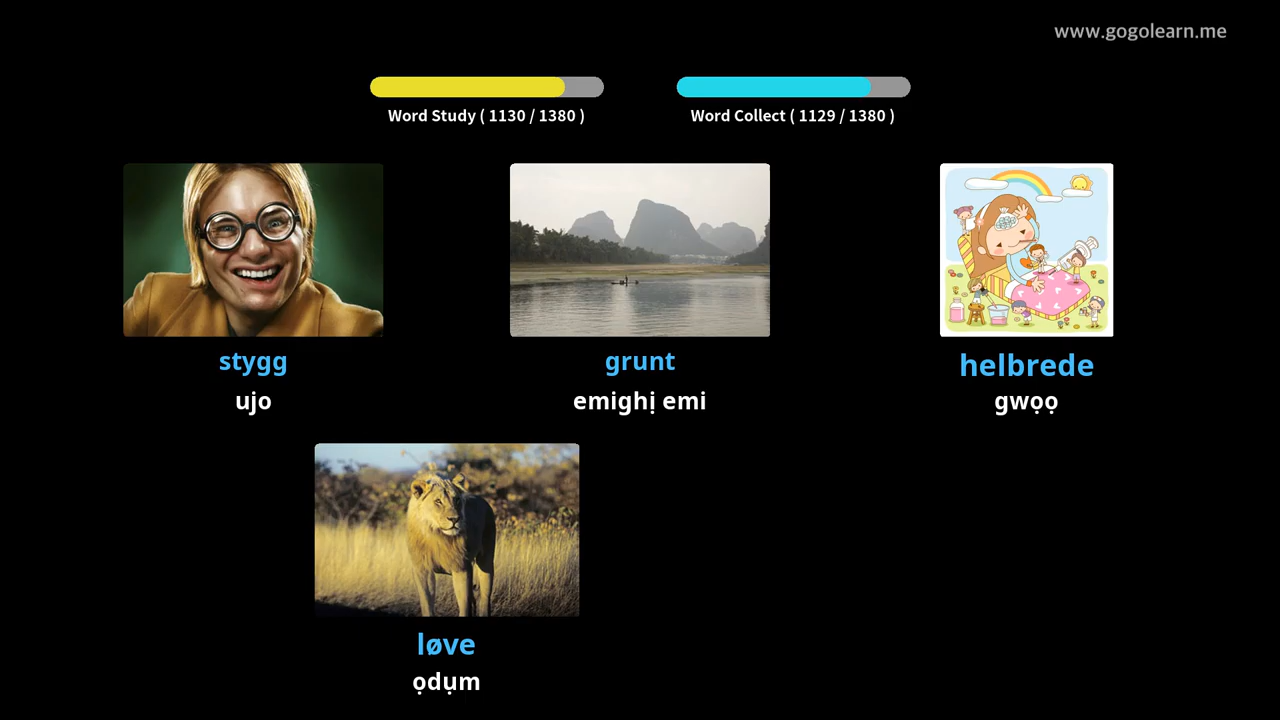 www.gogolearn.me
Word Study ( 1130 / 1380 )
Word Collect ( 1129 / 1380 )
stygg
ujo
grunt
emighị emi
helbrede
gwọọ
løve
ọdụm